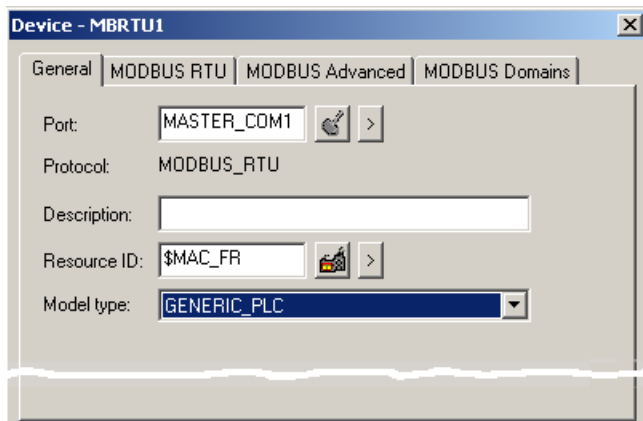 Device - MBRTU1
General MODBUS RTU MODBUS Advanced MODBUS Domains
Port: MASTER_COM1 >
Protocol: MODBUS_RTU
Description:
Resource ID: $MAC_FR >
Model type: GENERIC_PLC